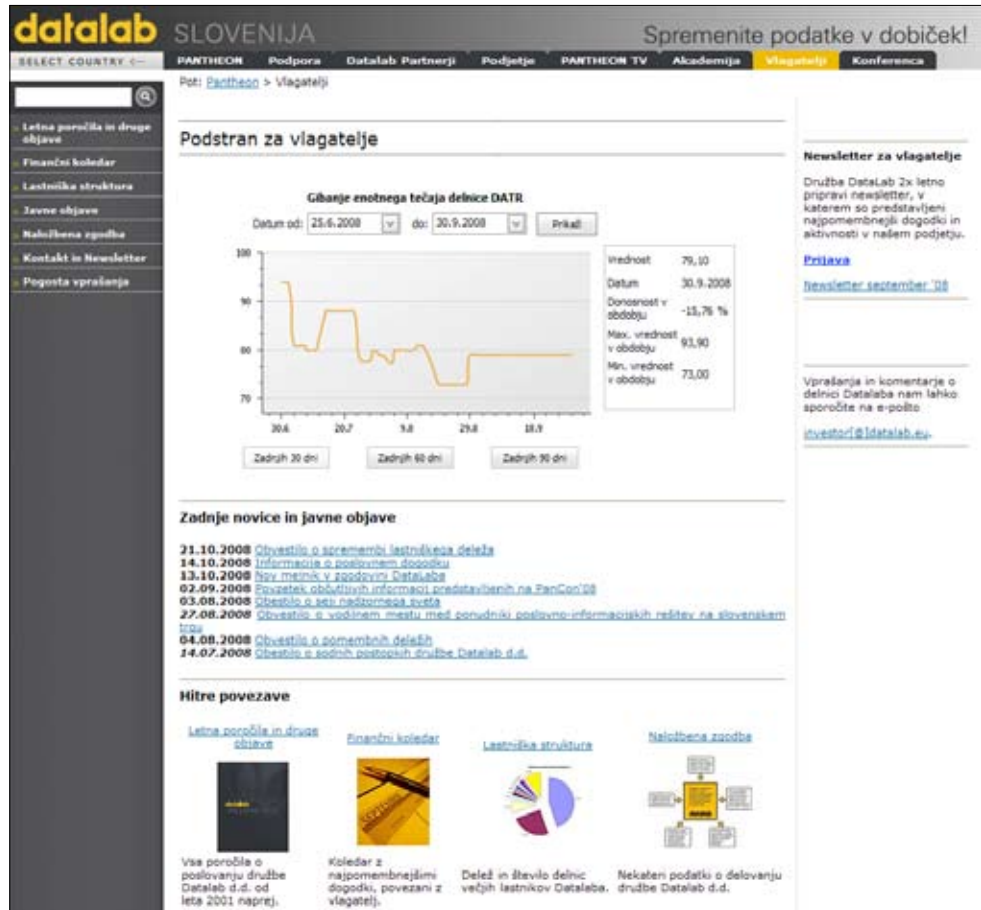 datalab
SLOVENIJA
Spremenite podatke v dobiček!
SELECT COUNTRY <--
PANTHEON Podpora Datalab Partnerji Podjetje PANTHEON TV Akademija Vlagatelji Konferenca
Pot: Pantheon > Vlagatelji
Letna poročila in druge
objave
Finančni koledar
Lastniška struktura
Javne objave
Naložbena zgodba
Kontakt in Newsletter
Pogosta vprašanja
Podstran za vlagatelje
Gibanje enotnega tečaja delnice DATR
Datum od: 25.6.2008 do: 30.9.2008 Prikaži
100
90
80
70
30.6 20.7 9.8 29.8 18.9
Vrednost 79,10
Datum 30.9.2008
Donosnost v
obdobju -15,76 %
Max. vrednost
v obdobju 93,90
Min. vrednost
v obdobju 73,00
Zadnjih 30 dni Zadnjih 60 dni Zadnjih 90 dni
Newsletter za vlagatelje
Družba DataLab 2x letno
pripravi newsletter, v
katerem so predstavljeni
najpomembnejši dogodki in
aktivnosti v našem podjetju.
Prijava
Newsletter september '08
Vprašanja in komentarje o
delnici Datalaba nam lahko
sporočite na e-pošto
investor[@]datalab.eu.
Zadnje novice in javne objave
21.10.2008 Obvestilo o spremembi lastniškega deleža
14.10.2008 Informacija o poslovnem dogodku
13.10.2008 Nov mejnik v zgodovini DataLaba
02.09.2008 Povzetek občutljivih informacij predstavljenih na PanCon'08
03.08.2008 Obestilo o seji nadzornega sveta
27.08.2008 Obvestilo o vodilnem mestu med ponudniki poslovno-informacijskih rešitev na slovenskem
trgu
04.08.2008 Obvestilo o pomembnih deležih
14.07.2008 Obestilo o sodnih postopkih družbe Datalab d.d.
Hitre povezave
Letna poročila in druge
objave
Finančni koledar
Lastniška struktura
Naložbena zgodba
Vsa poročila o
poslovanju družbe
Datalab d.d. od
leta 2001 naprej.
Koledar z
najpomembnejšimi
dogodki, povezani z
vlagatelj.
Delež in število delnic
večjih lastnikov Datalaba.
Nekateri podatki o delovanju
družbe Datalab d.d.